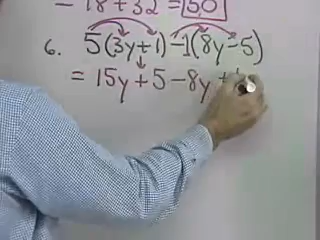 - 18 + 32 = 50
6. 5(3y + 1) - 1(8y - 5)
= 15y + 5 - 8y +